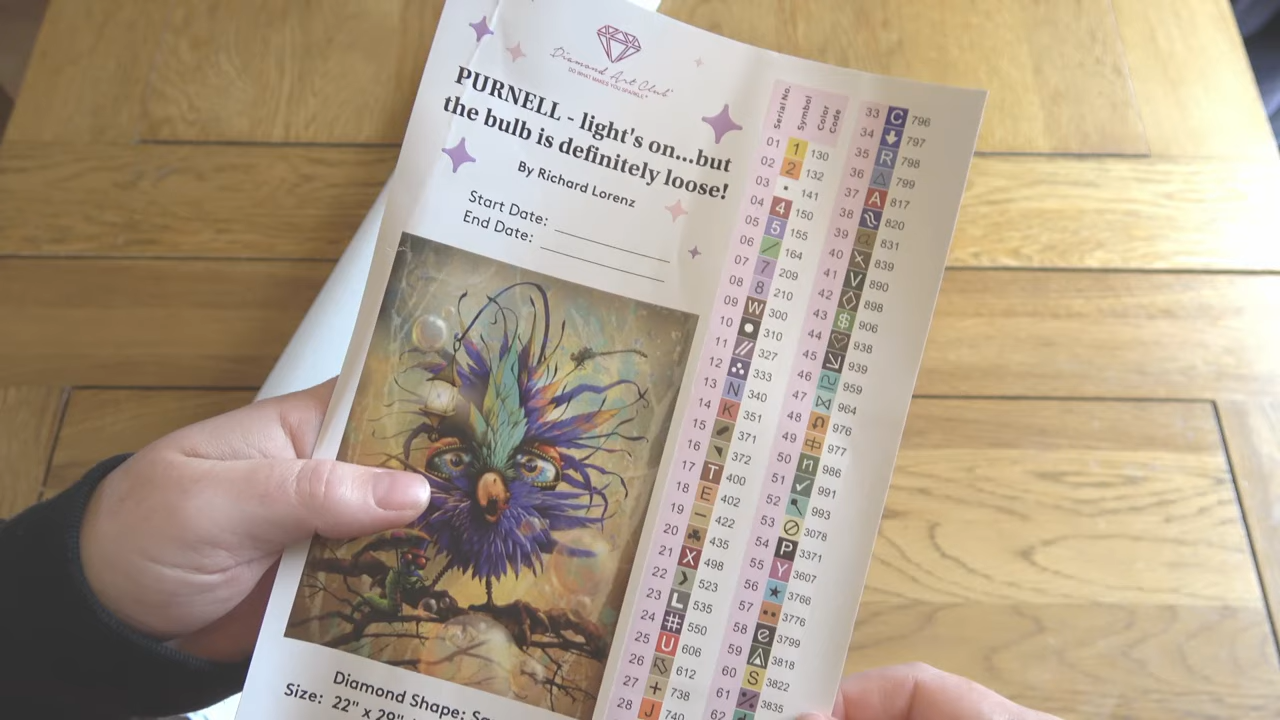 Diamond Art Club
DO WHAT MAKES YOU SPARKLE
PURNELL - light's on...but
the bulb is definitely loose!
By Richard Lorenz
Start Date:
End Date:
Diamond Shape:
Size: 22" x 29"
Serial No. Symbol Color Code
01 1 130
02 2 132
03 • 141
04 4 150
05 5 155
06 / 164
07 7 209
08 8 210
09 W 300
10 ● 310
11 // 327
12 ∴ 333
13 N 340
14 K 351
15 371
16 372
17 T 400
18 E 402
19 – 422
20 ♣ 435
21 X 498
22 ❯ 523
23 L 535
24 # 550
25 U 606
26 612
27 + 738
28 J 740
33 C 796
34 797
35 R 798
36 △ 799
37 A 817
38 820
39 831
40 X 839
41 V 890
42 ◇ 898
43 $ 906
44 ♡ 938
45 939
46 959
47 ⋈ 964
48 976
49 中 977
50 n 986
51 ✓ 991
52 993
53 ⊘ 3078
54 P 3371
55 Y 3607
56 ★ 3766
57 •• 3776
58 e 3799
59 3818
60 S 3822
61 3835
62